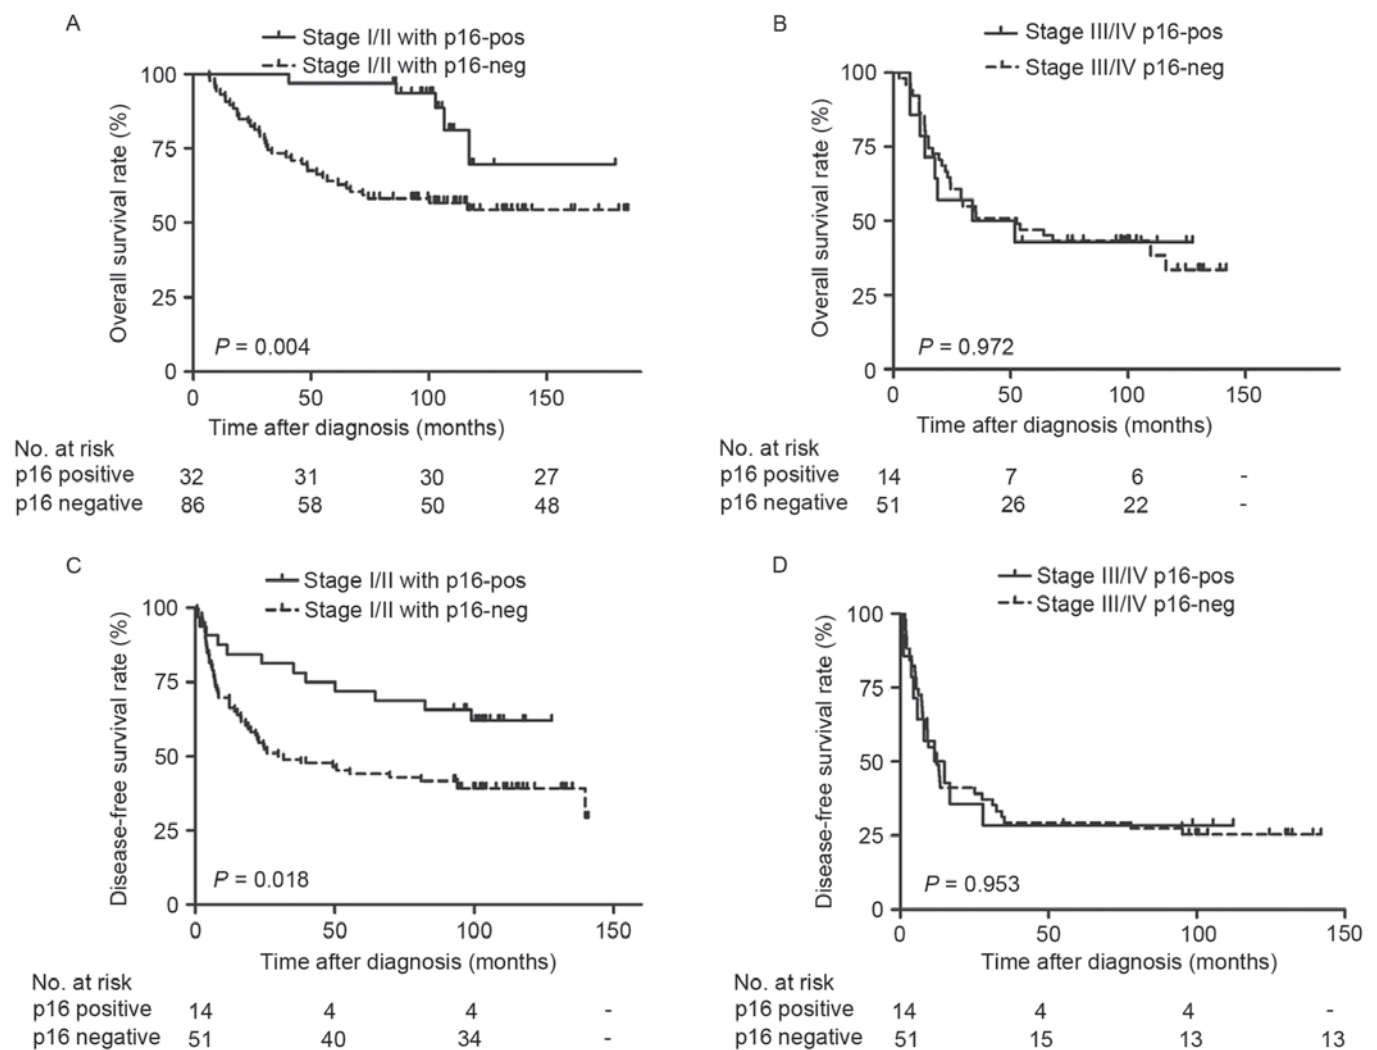 A
Stage I/II with p16-pos
Stage I/II with p16-neg
100
75
50
25
0
Overall survival rate (%)
P = 0.004
0 50 100 150
Time after diagnosis (months)
No. at risk
p16 positive 32 31 30 27
p16 negative 86 58 50 48
B
Stage III/IV p16-pos
Stage III/IV p16-neg
100
75
50
25
0
Overall survival rate (%)
P = 0.972
0 50 100 150
Time after diagnosis (months)
No. at risk
p16 positive 14 7 6 -
p16 negative 51 26 22 -
C
Stage I/II with p16-pos
Stage I/II with p16-neg
100
75
50
25
0
Disease-free survival rate (%)
P = 0.018
0 50 100 150
Time after diagnosis (months)
No. at risk
p16 positive 14 4 4 -
p16 negative 51 40 34 -
D
Stage III/IV p16-pos
Stage III/IV p16-neg
100
75
50
25
0
Disease-free survival rate (%)
P = 0.953
0 50 100 150
Time after diagnosis (months)
No. at risk
p16 positive 14 4 4 -
p16 negative 51 15 13 13